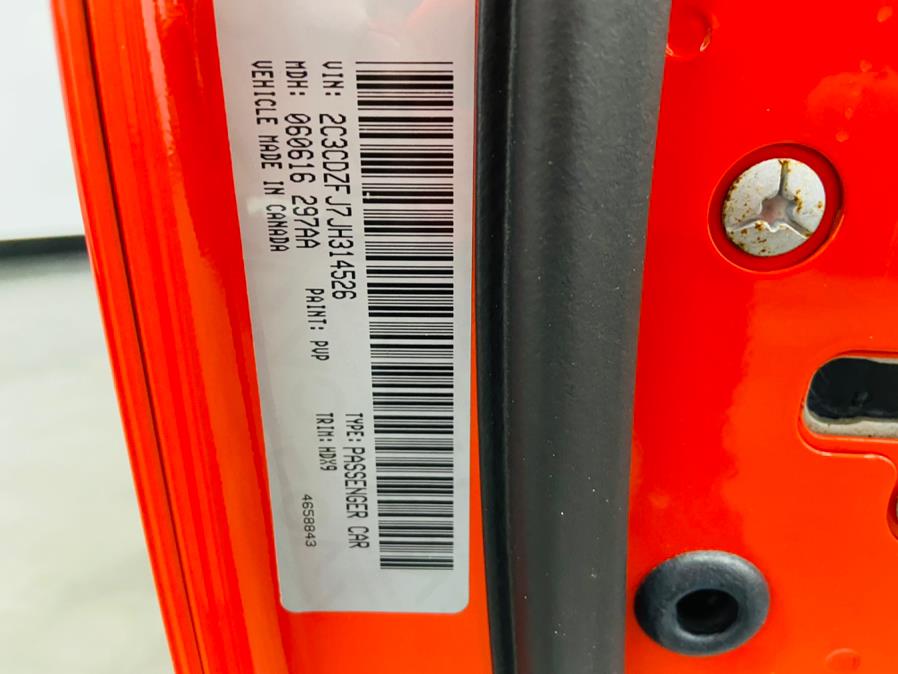 VIN: 2C3CDZFJ7JH314526 TYPE: PASSENGER CAR
MDH: 060616 297AA PAINT: PVP TRIM: HDX9
VEHICLE MADE IN CANADA 4658843